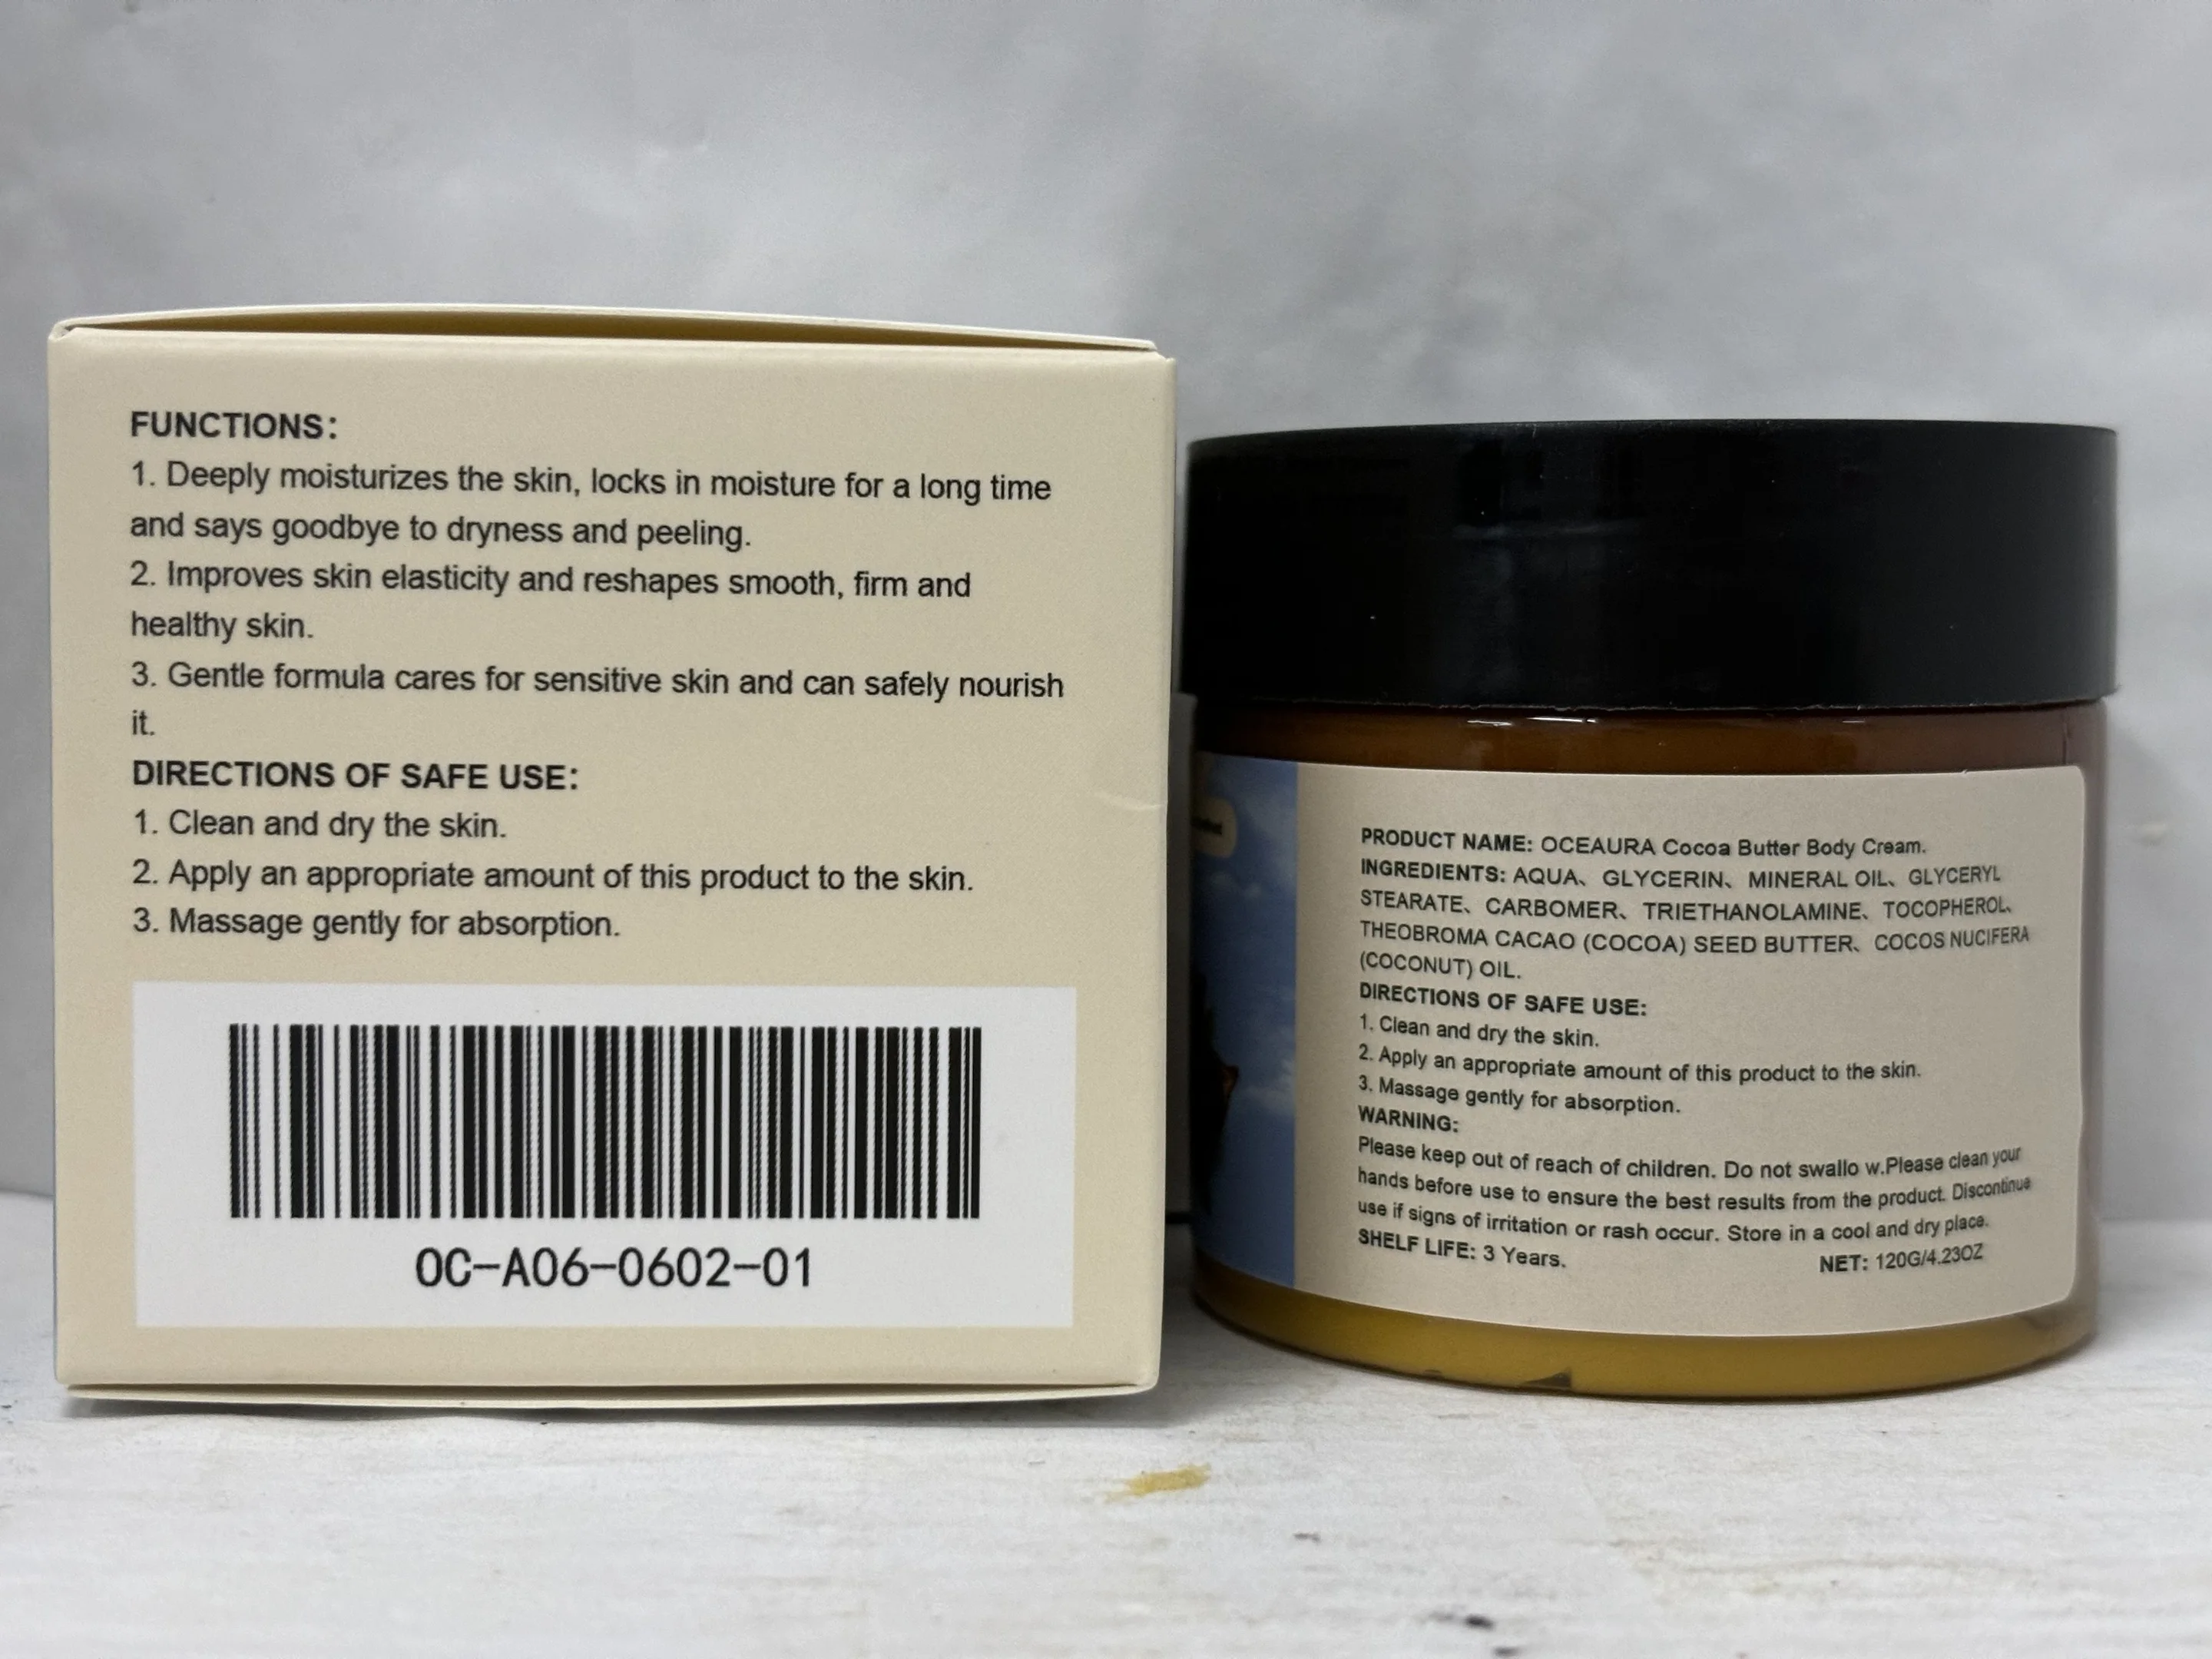 FUNCTIONS:
1. Deeply moisturizes the skin, locks in moisture for a long time
and says goodbye to dryness and peeling.
2. Improves skin elasticity and reshapes smooth, firm and
healthy skin.
3. Gentle formula cares for sensitive skin and can safely nourish
it.
DIRECTIONS OF SAFE USE:
1. Clean and dry the skin.
2. Apply an appropriate amount of this product to the skin.
3. Massage gently for absorption.
OC-A06-0602-01
PRODUCT NAME: OCEAURA Cocoa Butter Body Cream.
INGREDIENTS: AQUA、GLYCERIN、MINERAL OIL、GLYCERYL
STEARATE、CARBOMER、TRIETHANOLAMINE、TOCOPHEROL、
THEOBROMA CACAO (COCOA) SEED BUTTER、COCOS NUCIFERA
(COCONUT) OIL.
DIRECTIONS OF SAFE USE:
1. Clean and dry the skin.
2. Apply an appropriate amount of this product to the skin.
3. Massage gently for absorption.
WARNING:
Please keep out of reach of children. Do not swallo w.Please clean your
hands before use to ensure the best results from the product. Discontinue
use if signs of irritation or rash occur. Store in a cool and dry place.
SHELF LIFE: 3 Years. NET: 120G/4.23OZ